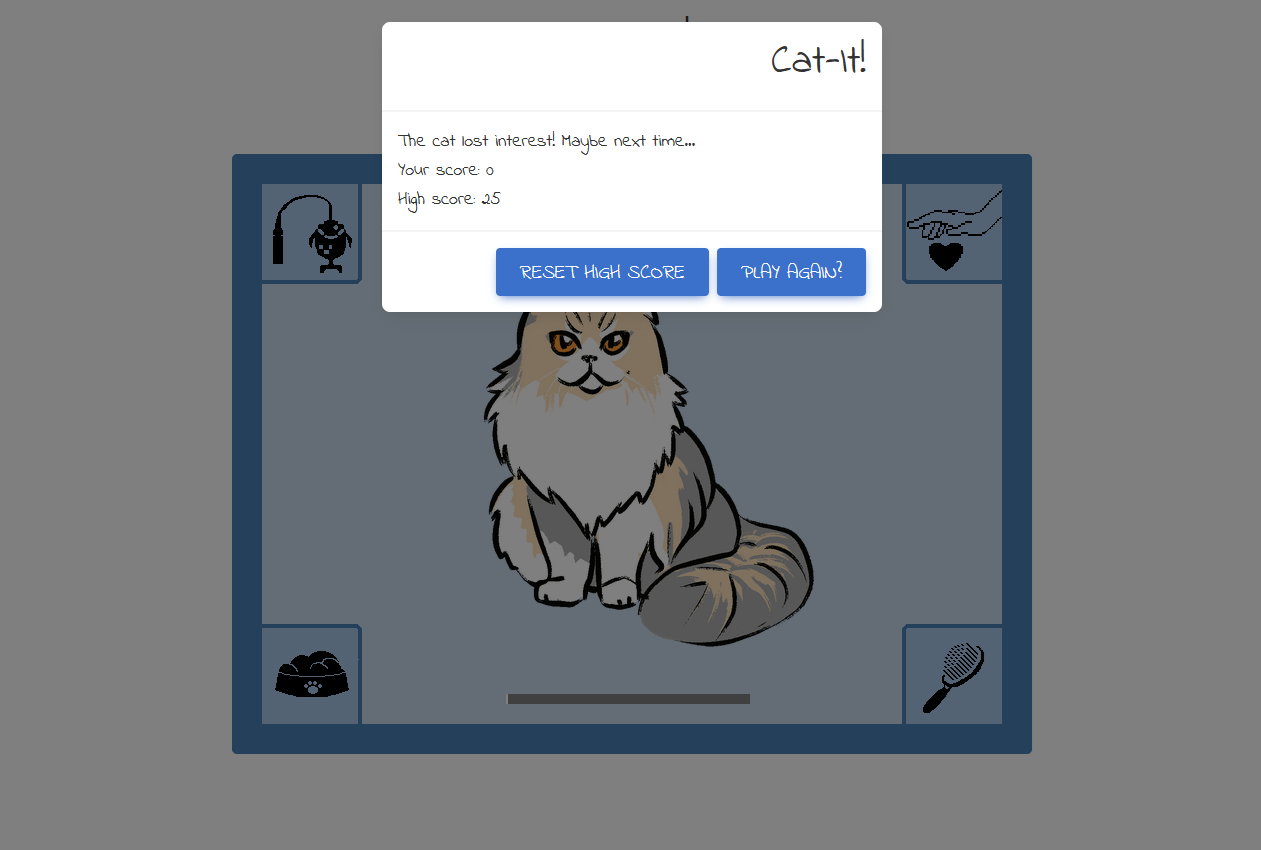 Cat-It!
The cat lost interest! Maybe next time...
Your score: 0
High score: 25
RESET HIGH SCORE
PLAY AGAIN?